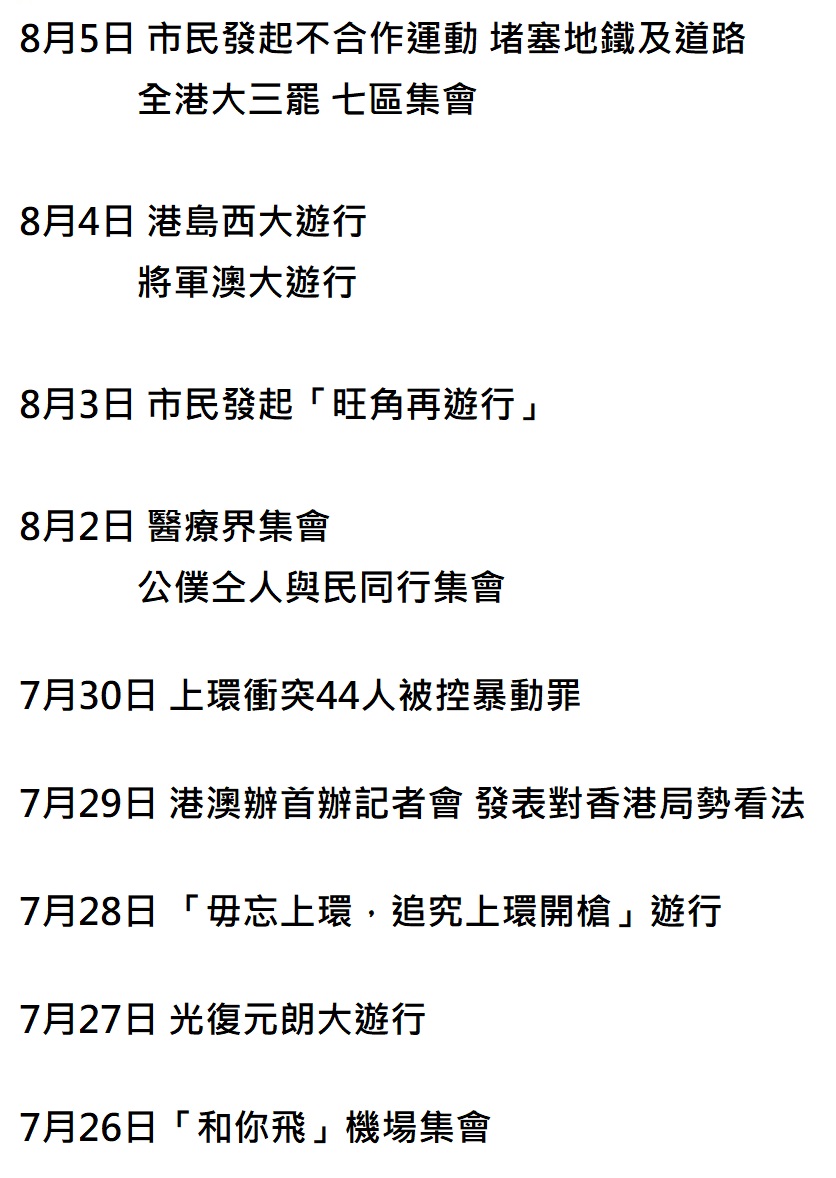 8月5日 市民發起不合作運動 堵塞地鐵及道路
全港大三罷 七區集會
8月4日 港島西大遊行
將軍澳大遊行
8月3日 市民發起「旺角再遊行」
8月2日 醫療界集會
公僕仝人與民同行集會
7月30日 上環衝突44人被控暴動罪
7月29日 港澳辦首辦記者會 發表對香港局勢看法
7月28日 「毋忘上環，追究上環開槍」遊行
7月27日 光復元朗大遊行
7月26日「和你飛」機場集會